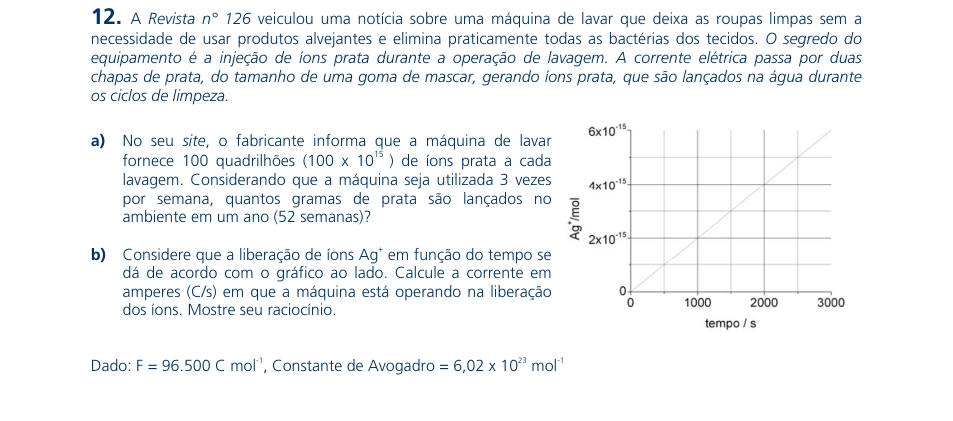 12. A Revista n° 126 veiculou uma notícia sobre uma máquina de lavar que deixa as roupas limpas sem a
necessidade de usar produtos alvejantes e elimina praticamente todas as bactérias dos tecidos. O segredo do
equipamento é a injeção de íons prata durante a operação de lavagem. A corrente elétrica passa por duas
chapas de prata, do tamanho de uma goma de mascar, gerando íons prata, que são lançados na água durante
os ciclos de limpeza.
a) No seu site, o fabricante informa que a máquina de lavar
fornece 100 quadrilhões (100 x 10¹⁵ ) de íons prata a cada
lavagem. Considerando que a máquina seja utilizada 3 vezes
por semana, quantos gramas de prata são lançados no
ambiente em um ano (52 semanas)?
b) Considere que a liberação de íons Ag⁺ em função do tempo se
dá de acordo com o gráfico ao lado. Calcule a corrente em
amperes (C/s) em que a máquina está operando na liberação
dos íons. Mostre seu raciocínio.
6x10⁻¹⁵
4x10⁻¹⁵
2x10⁻¹⁵
0
Ag⁺/mol
0 1000 2000 3000
tempo / s
Dado: F = 96.500 C mol⁻¹, Constante de Avogadro = 6,02 x 10²³ mol⁻¹